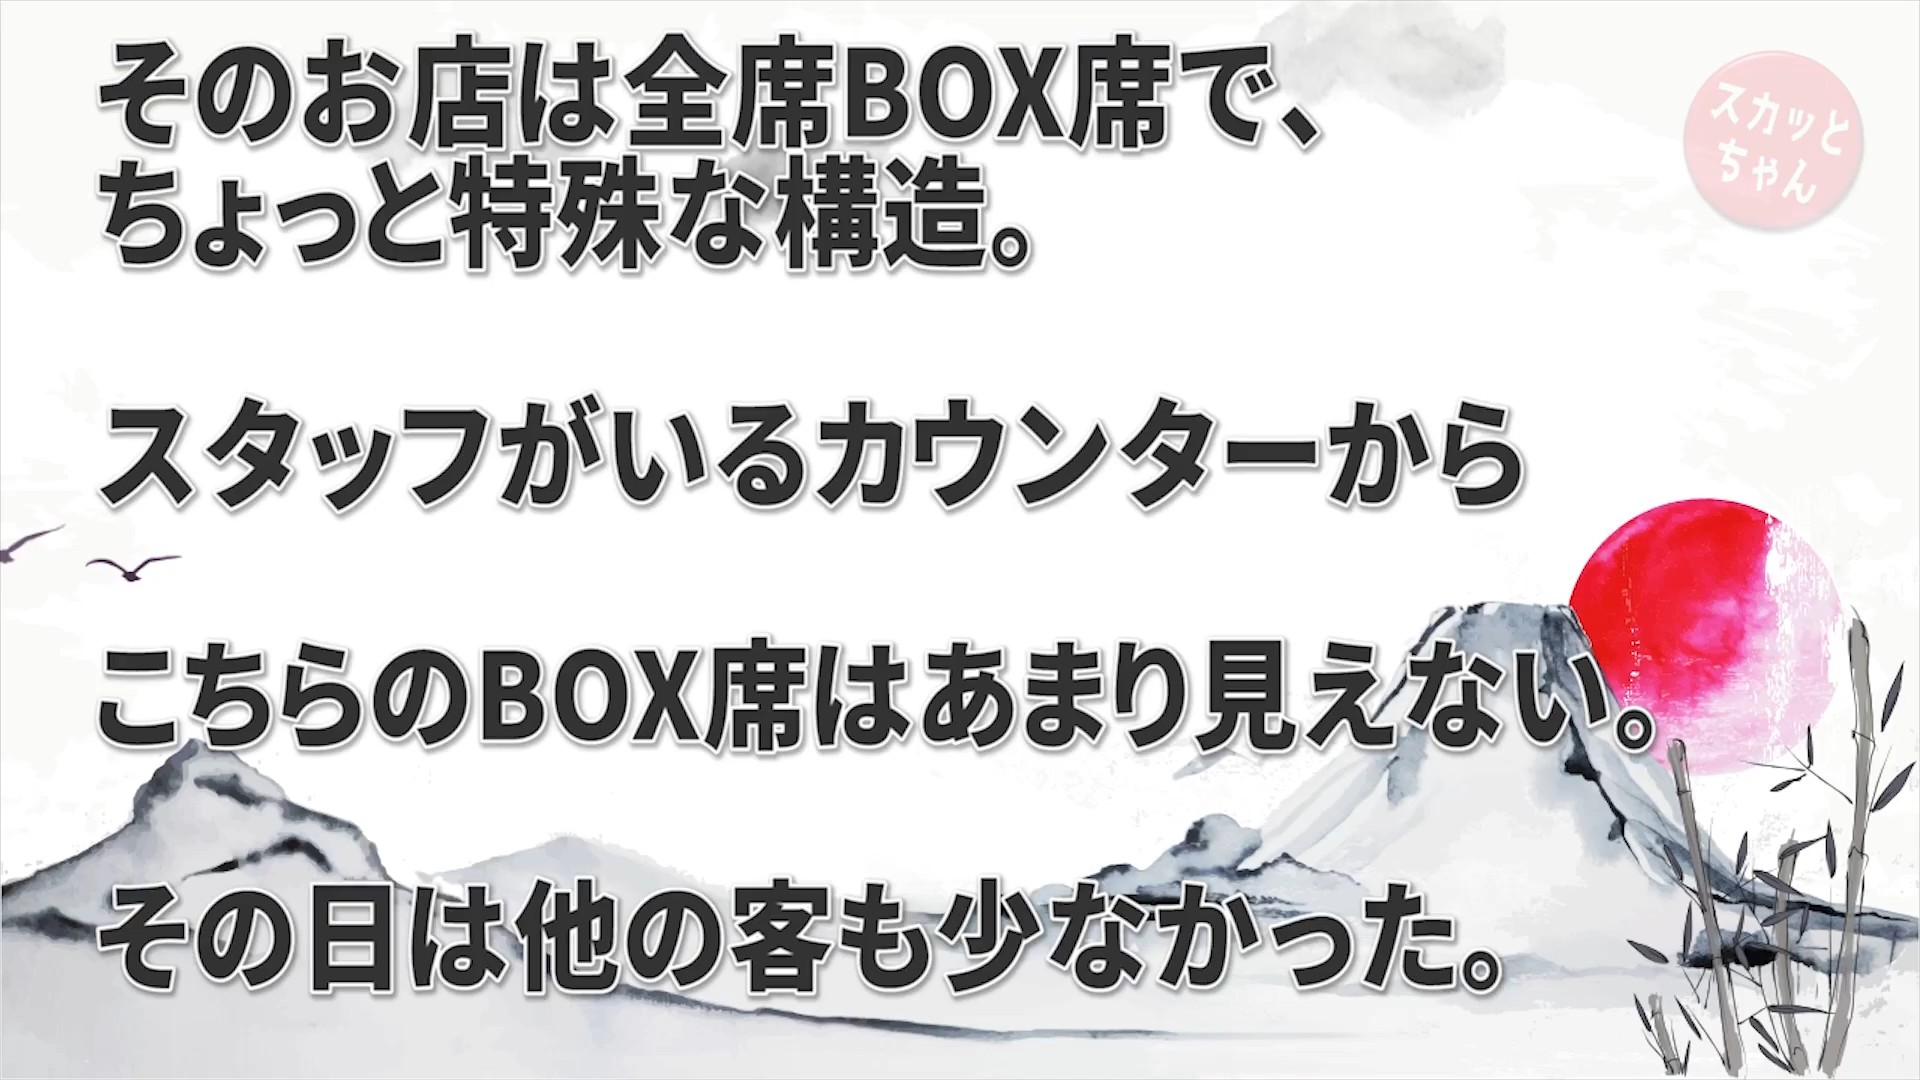 そのお店は全席BOX席で、
ちょっと特殊な構造。
スタッフがいるカウンターから
こちらのBOX席はあまり見えない。
その日は他の客も少なかった。
スカッと
ちゃん